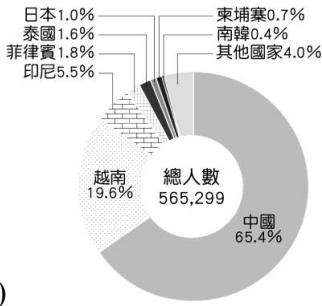 日本1.0%
泰國1.6%
菲律賓1.8%
印尼5.5%
柬埔寨0.7%
南韓0.4%
其他國家4.0%
越南
19.6%
總人數
565,299
中國
65.4%
)